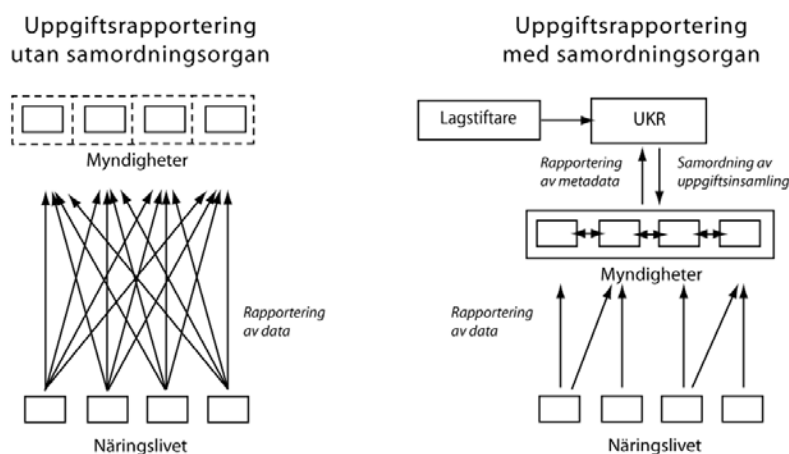 Uppgiftsrapportering
utan samordningsorgan
Myndigheter
Rapportering
av data
Näringslivet
Uppgiftsrapportering
med samordningsorgan
Lagstiftare
UKR
Rapportering
av metadata
Samordning av
uppgiftsinsamling
Myndigheter
Rapportering
av data
Näringslivet